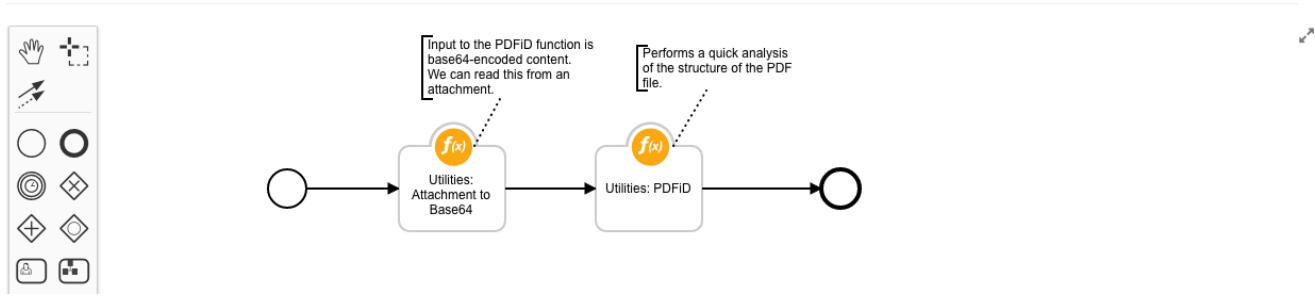 Input to the PDFiD function is
base64-encoded content.
We can read this from an
attachment.
Performs a quick analysis
of the structure of the PDF
file.
f(x)
f(x)
Utilities:
Attachment to
Base64
Utilities: PDFiD